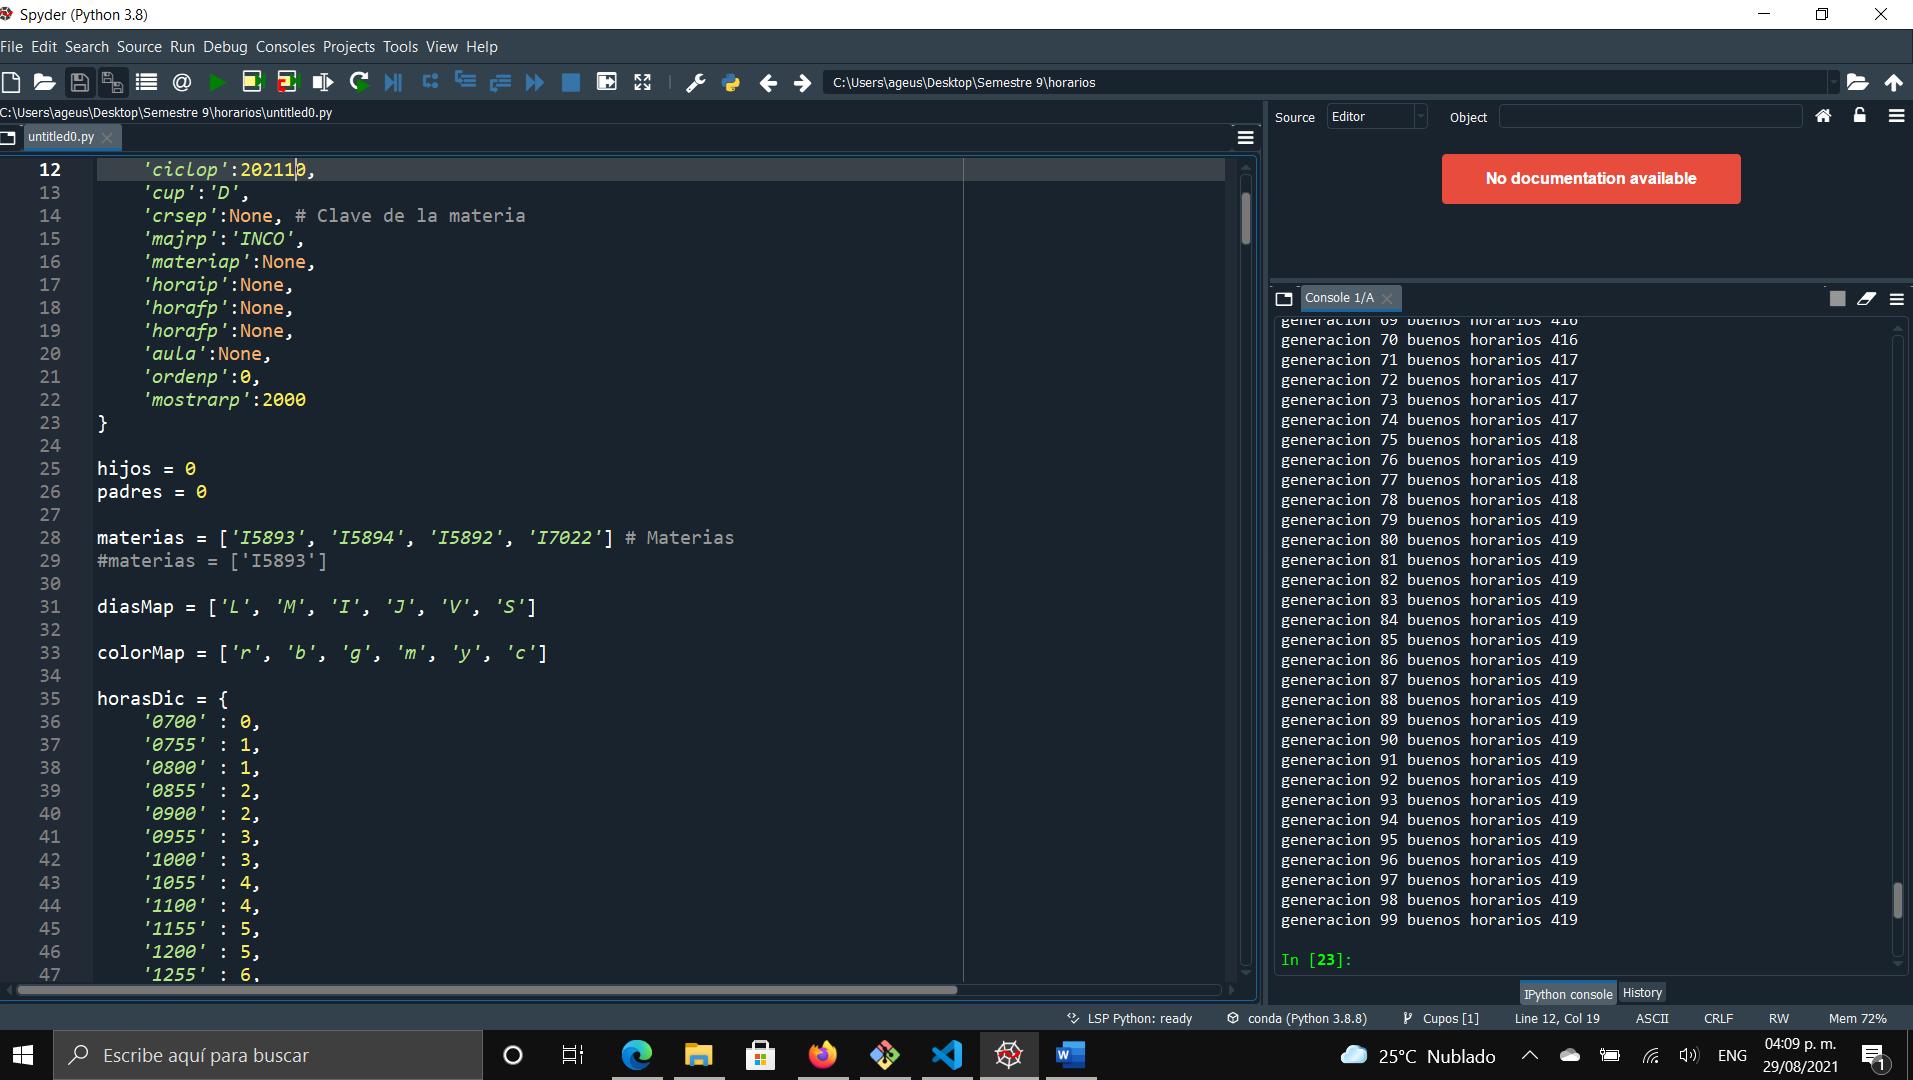 Spyder (Python 3.8)
File Edit Search Source Run Debug Consoles Projects Tools View Help
C:\Users\ageus\Desktop\Semestre 9\horarios
C:\Users\ageus\Desktop\Semestre 9\horarios\untitled0.py
untitled0.py
12 'ciclop':202110,
13 'cup':'D',
14 'crsep':None, # Clave de la materia
15 'majrp':'INCO',
16 'materiap':None,
17 'horaip':None,
18 'horafp':None,
19 'horafp':None,
20 'aula':None,
21 'ordenp':0,
22 'mostrarp':2000
23 }
24
25 hijos = 0
26 padres = 0
27
28 materias = ['I5893', 'I5894', 'I5892', 'I7022'] # Materias
29 #materias = ['I5893']
30
31 diasMap = ['L', 'M', 'I', 'J', 'V', 'S']
32
33 colorMap = ['r', 'b', 'g', 'm', 'y', 'c']
34
35 horasDic = {
36 '0700' : 0,
37 '0755' : 1,
38 '0800' : 1,
39 '0855' : 2,
40 '0900' : 2,
41 '0955' : 3,
42 '1000' : 3,
43 '1055' : 4,
44 '1100' : 4,
45 '1155' : 5,
46 '1200' : 5,
47 '1255' : 6,
Source Editor Object
No documentation available
Console 1/A
generacion 69 buenos horarios 416
generacion 70 buenos horarios 416
generacion 71 buenos horarios 417
generacion 72 buenos horarios 417
generacion 73 buenos horarios 417
generacion 74 buenos horarios 417
generacion 75 buenos horarios 418
generacion 76 buenos horarios 419
generacion 77 buenos horarios 418
generacion 78 buenos horarios 418
generacion 79 buenos horarios 419
generacion 80 buenos horarios 419
generacion 81 buenos horarios 419
generacion 82 buenos horarios 419
generacion 83 buenos horarios 419
generacion 84 buenos horarios 419
generacion 85 buenos horarios 419
generacion 86 buenos horarios 419
generacion 87 buenos horarios 419
generacion 88 buenos horarios 419
generacion 89 buenos horarios 419
generacion 90 buenos horarios 419
generacion 91 buenos horarios 419
generacion 92 buenos horarios 419
generacion 93 buenos horarios 419
generacion 94 buenos horarios 419
generacion 95 buenos horarios 419
generacion 96 buenos horarios 419
generacion 97 buenos horarios 419
generacion 98 buenos horarios 419
generacion 99 buenos horarios 419
In [23]:
IPython console History
LSP Python: ready conda (Python 3.8.8) Cupos [1] Line 12, Col 19 ASCII CRLF RW Mem 72%
Escribe aquí para buscar
25°C Nublado
ENG
04:09 p. m.
29/08/2021
1